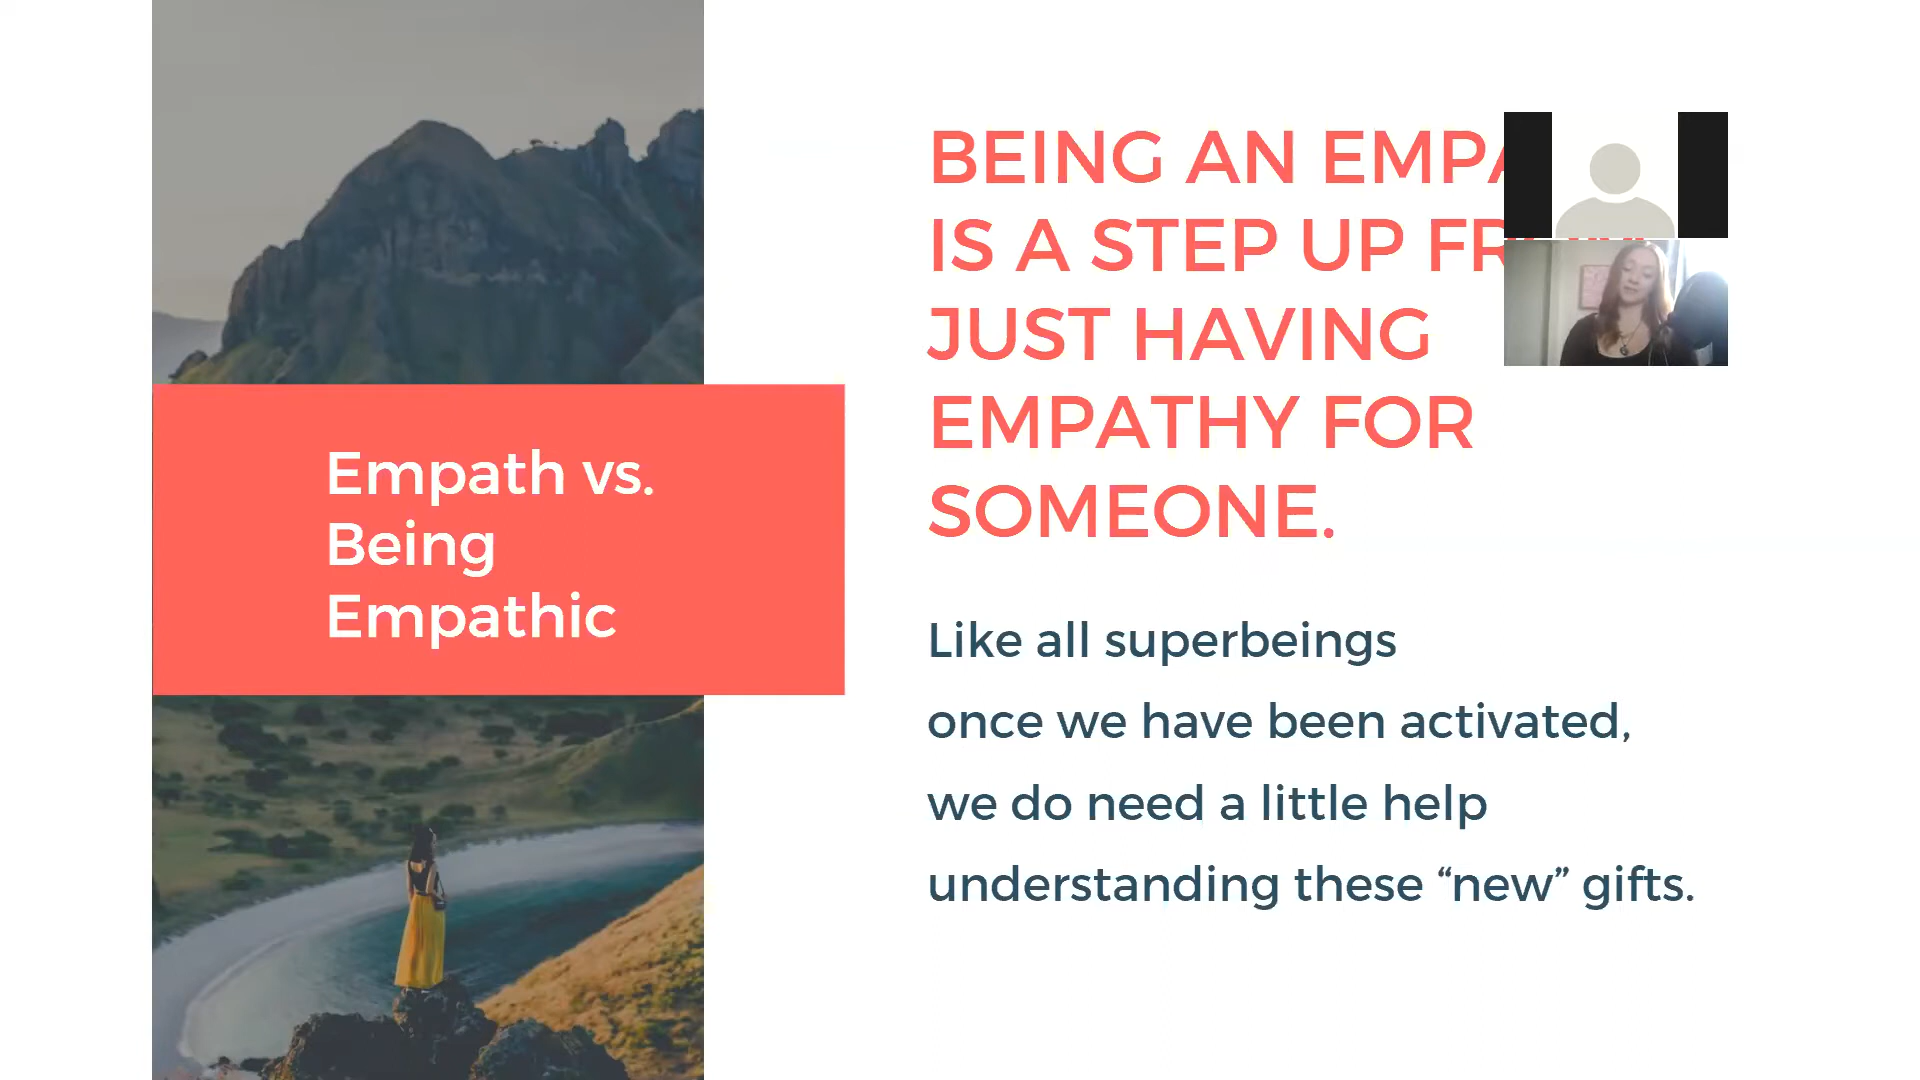 Empath vs.
Being
Empathic
BEING AN
IS A STEP UP
JUST HAVING
EMPATHY FOR
SOMEONE.
Like all superbeings
once we have been activated,
we do need a little help
understanding these “new” gifts.